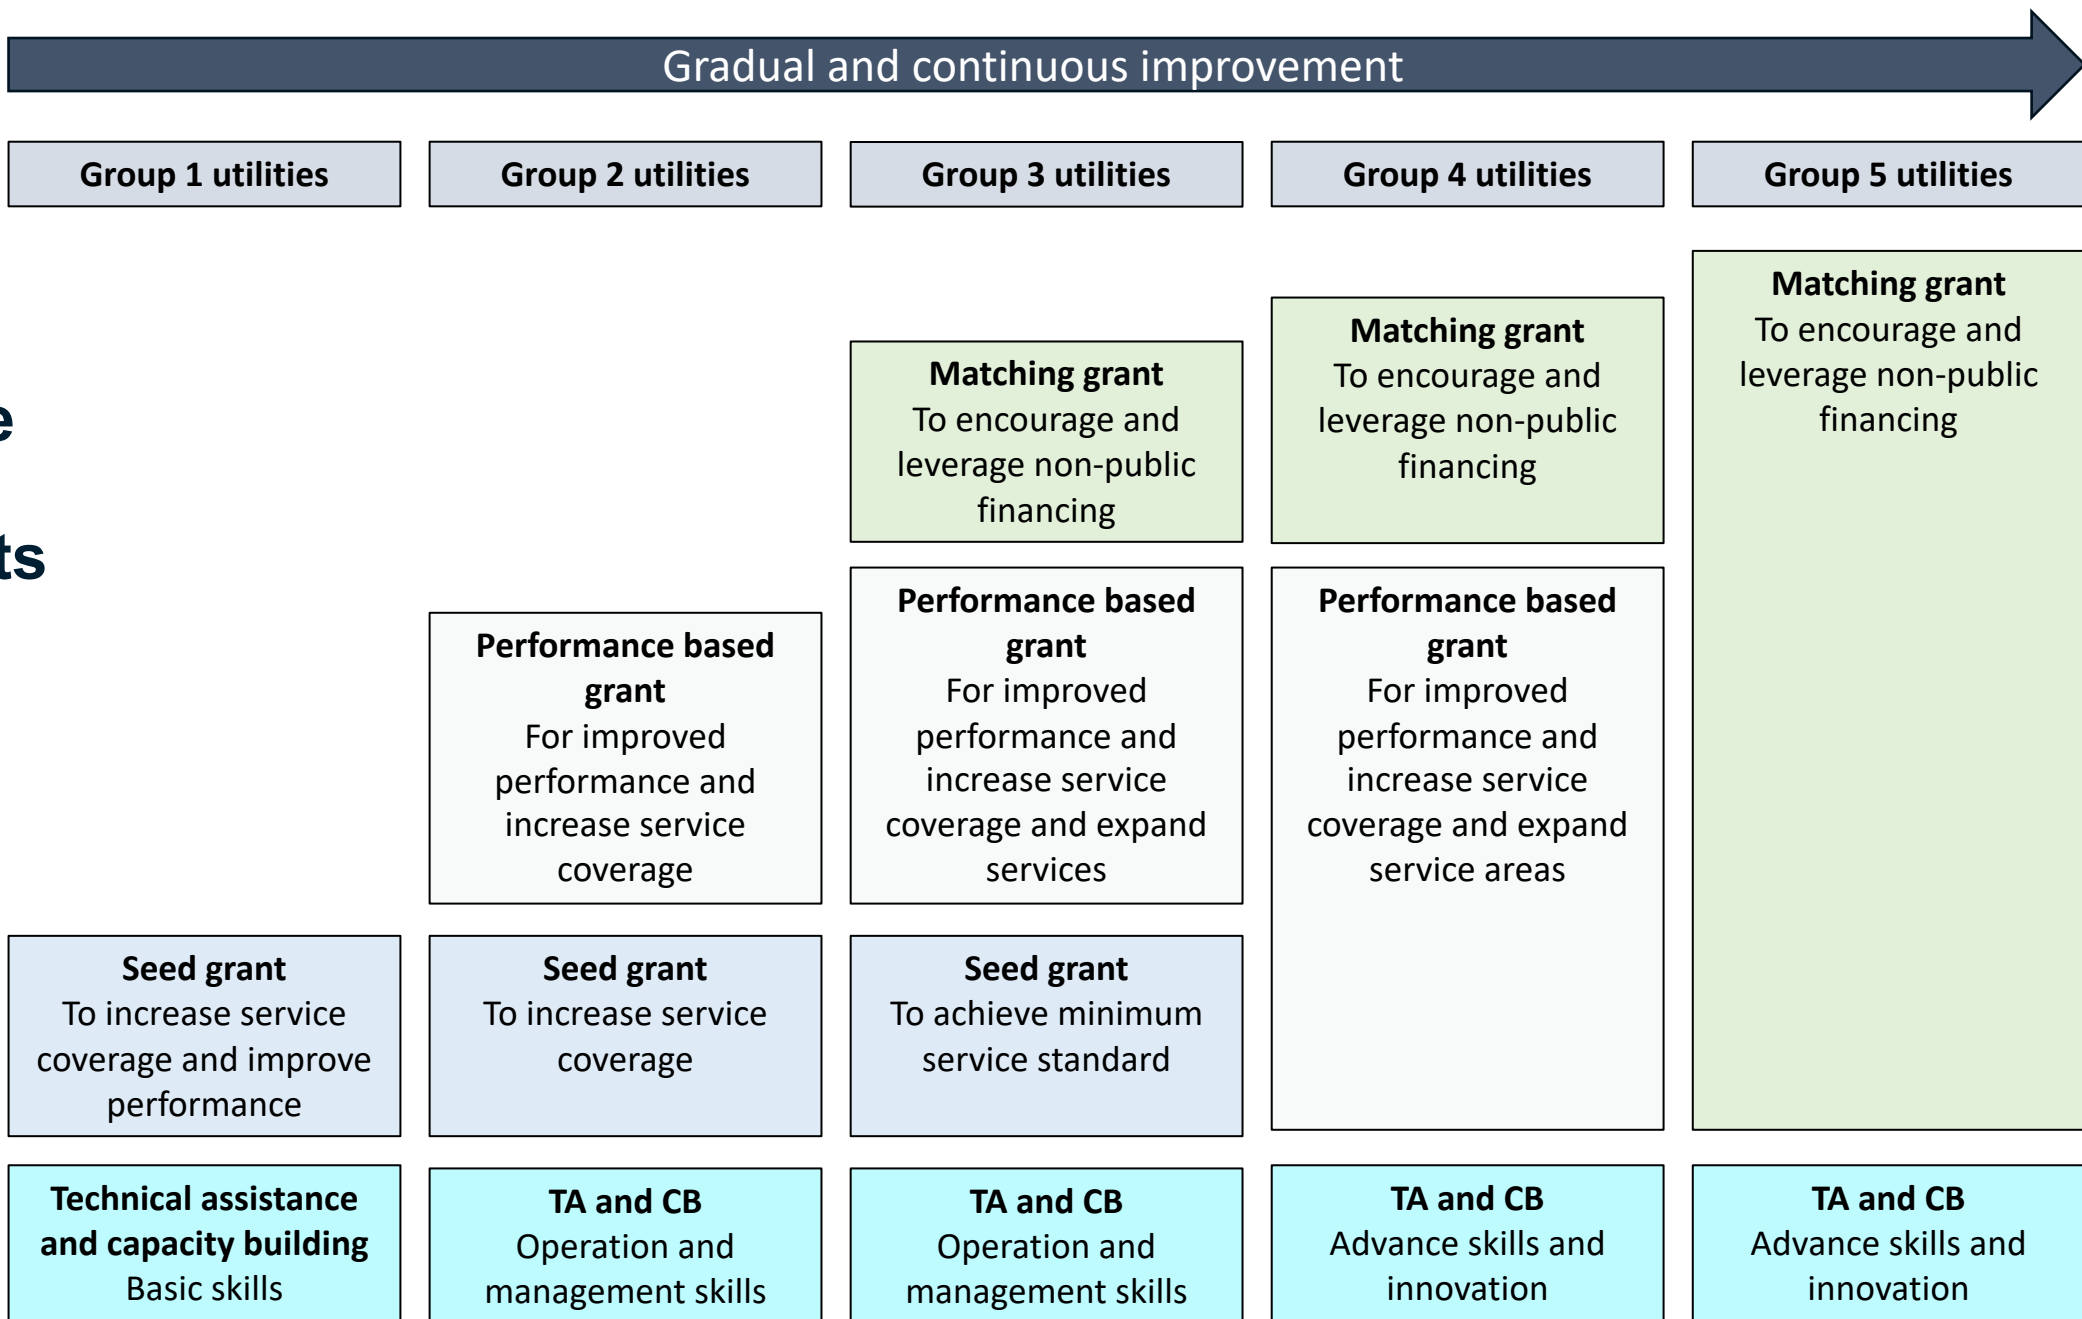 Gradual and continuous improvement
Group 1 utilities
Group 2 utilities
Group 3 utilities
Group 4 utilities
Group 5 utilities
e
ts
Matching grant
To encourage and
leverage non-public
financing
Matching grant
To encourage and
leverage non-public
financing
Matching grant
To encourage and
leverage non-public
financing
Performance based
grant
For improved
performance and
increase service
coverage
Performance based
grant
For improved
performance and
increase service
coverage and expand
services
Performance based
grant
For improved
performance and
increase service
coverage and expand
service areas
Seed grant
To increase service
coverage and improve
performance
Seed grant
To increase service
coverage
Seed grant
To achieve minimum
service standard
Technical assistance
and capacity building
Basic skills
TA and CB
Operation and
management skills
TA and CB
Operation and
management skills
TA and CB
Advance skills and
innovation
TA and CB
Advance skills and
innovation